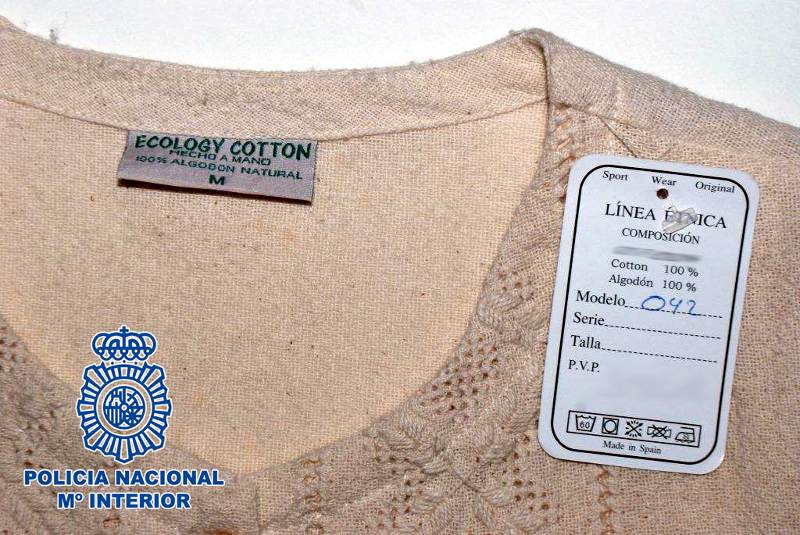 ECOLOGY COTTON
HECHO A MANO
100% ALGODON NATURAL
M
Sport Wear Original
LÍNEA ÉTNICA
COMPOSICIÓN
Cotton 100 %
Algodón 100 %
Modelo 042
Serie
Talla
P.V.P.
60
Made in Spain
POLICIA NACIONAL
Mº INTERIOR